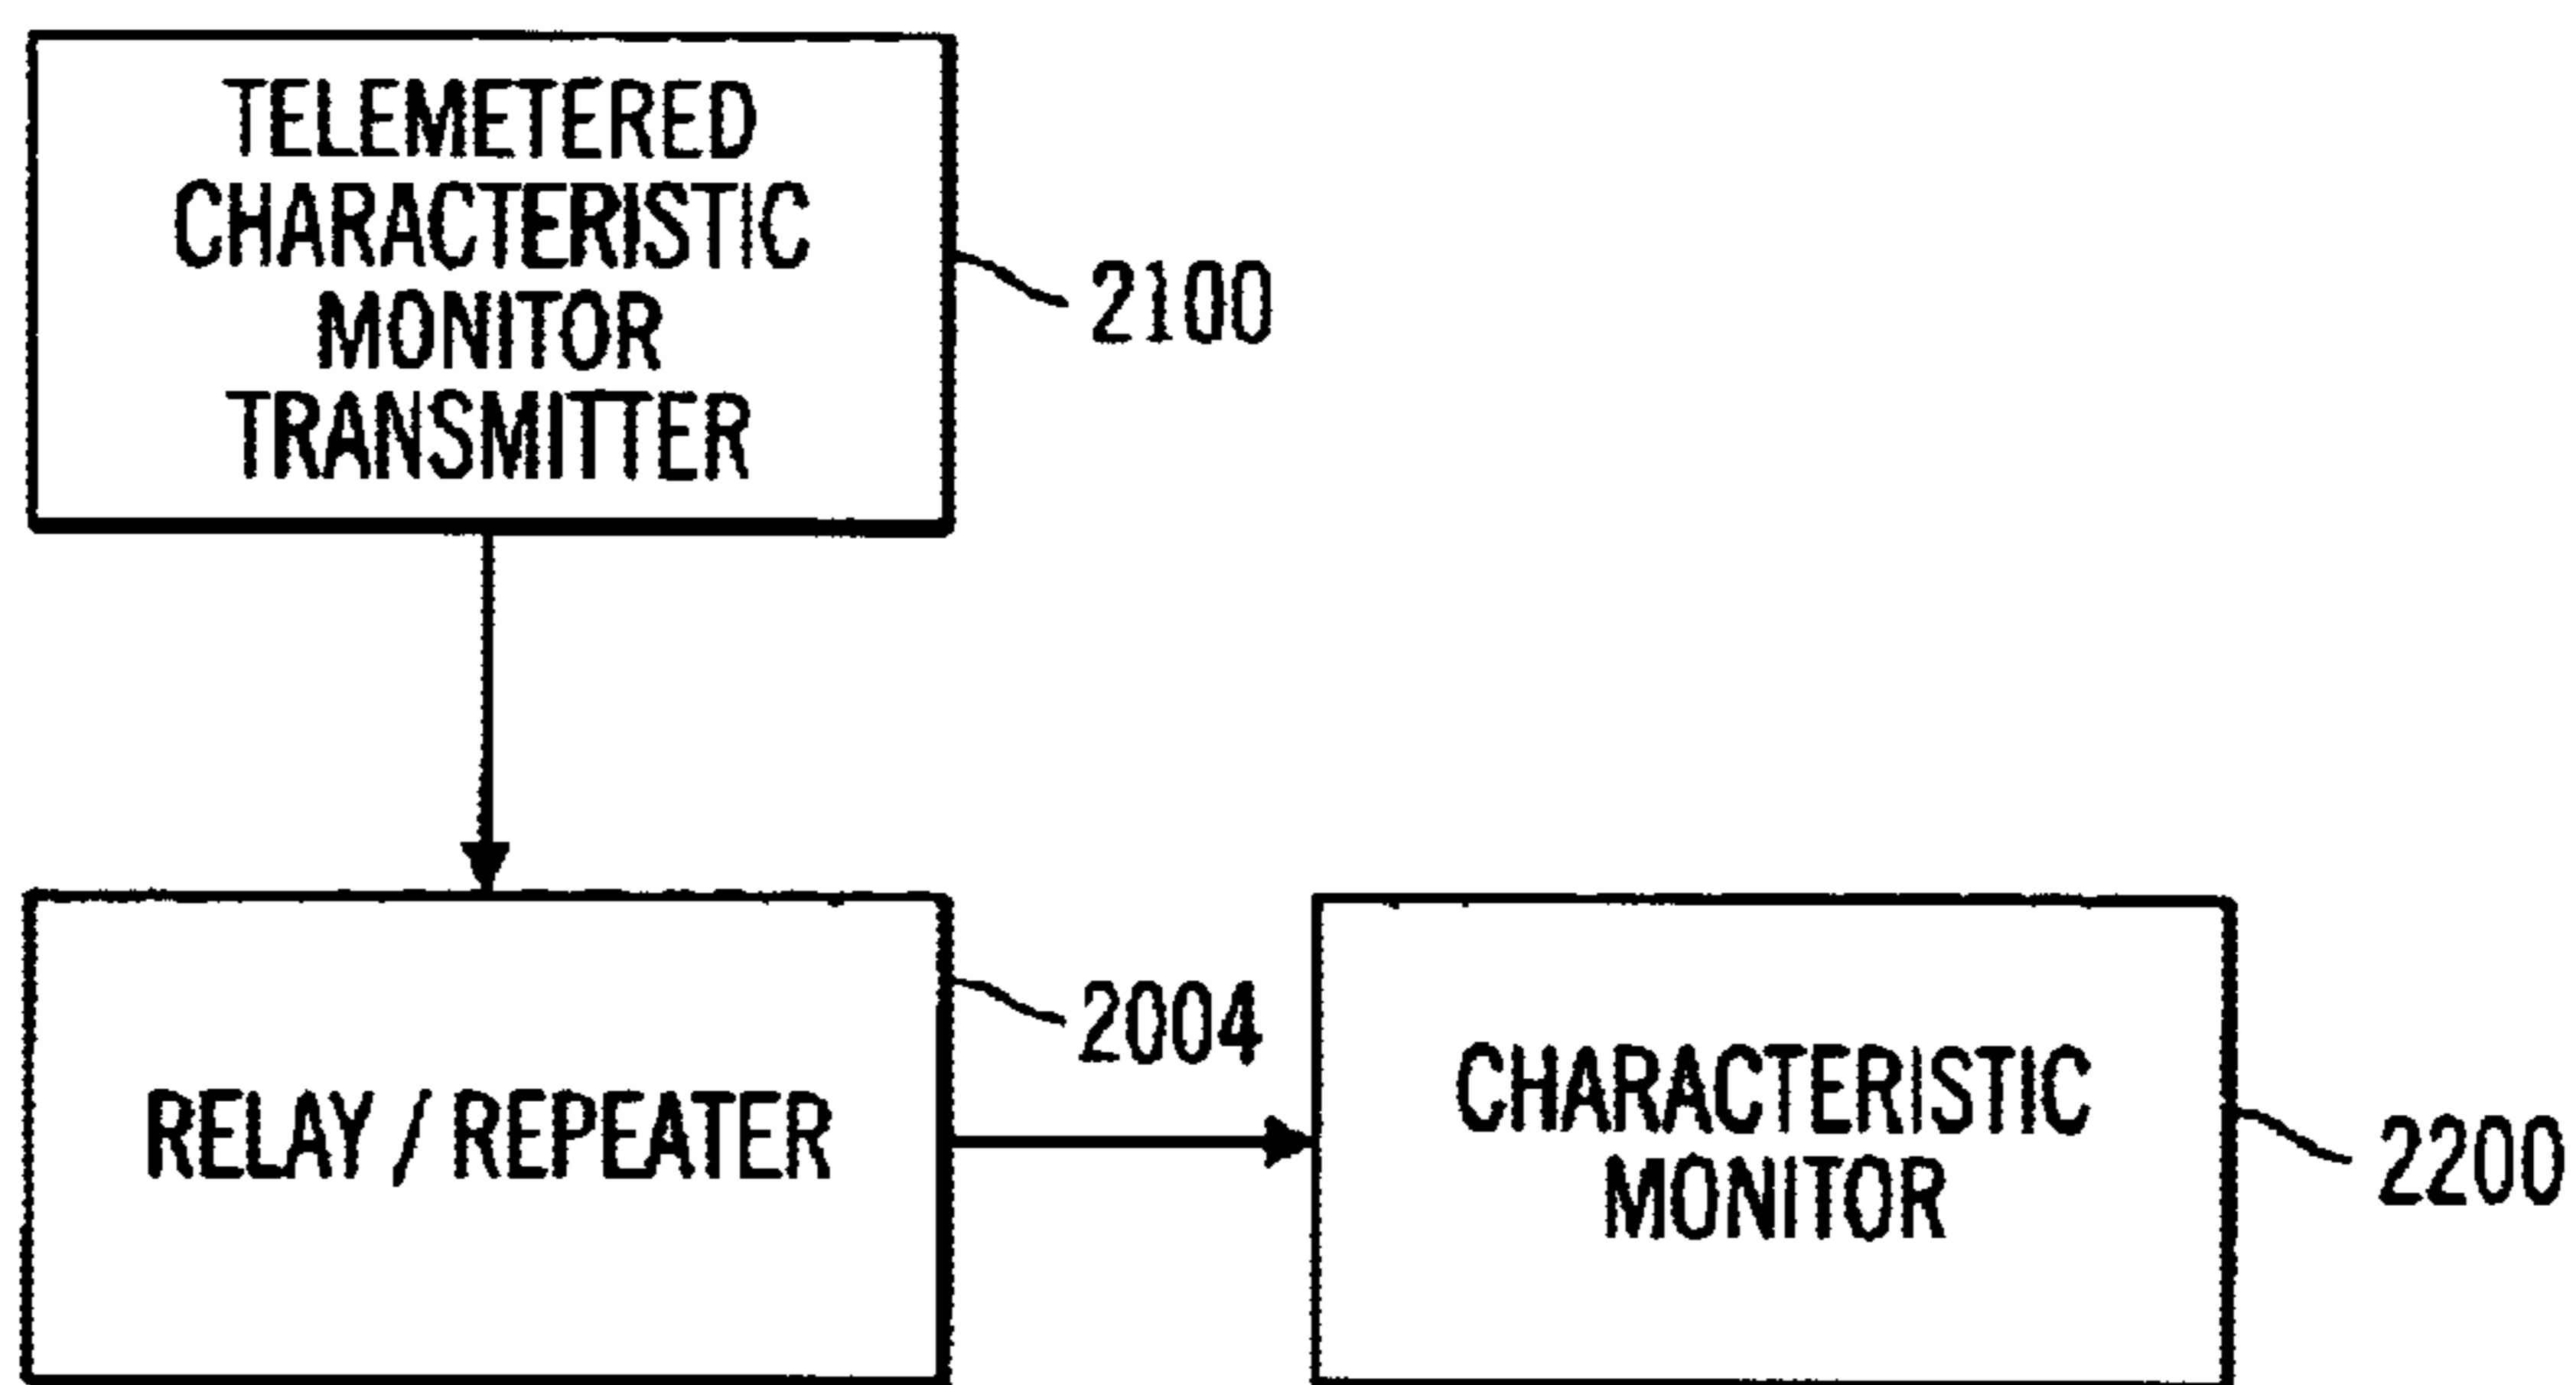 TELEMETERED
CHARACTERISTIC
MONITOR
TRANSMITTER
2100
RELAY / REPEATER
2004
CHARACTERISTIC
MONITOR
2200